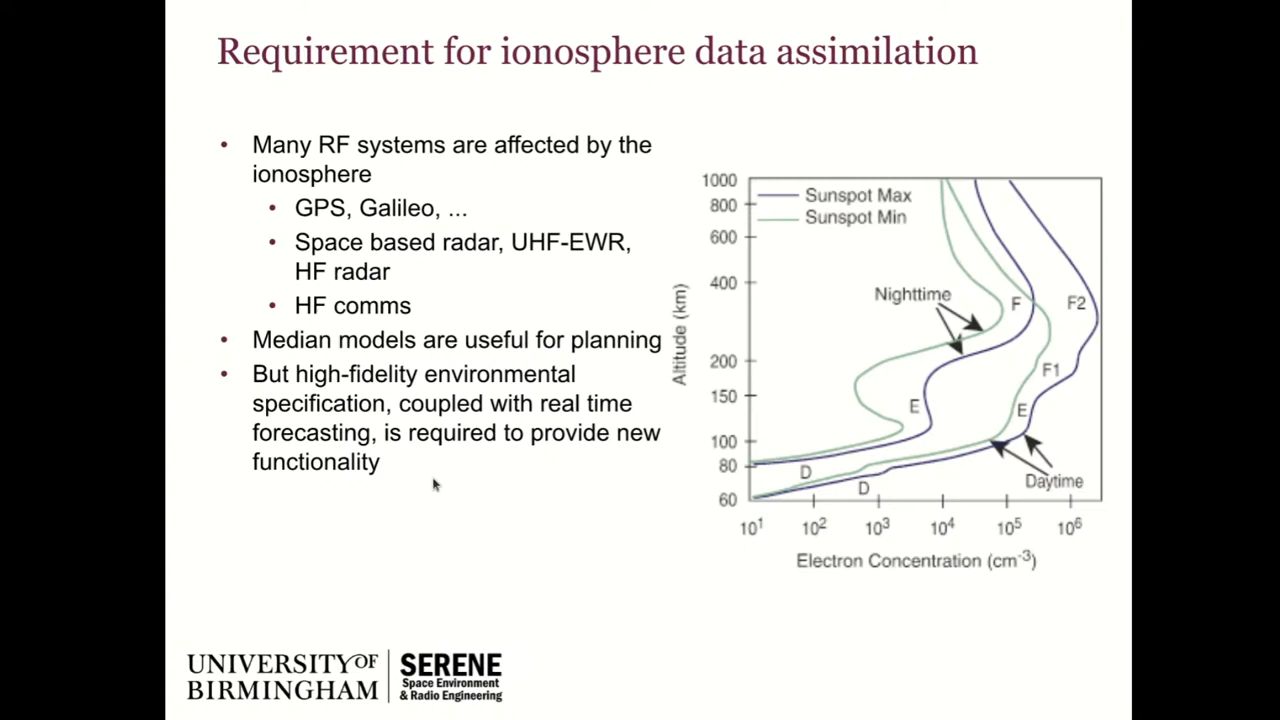 Requirement for ionosphere data assimilation
• Many RF systems are affected by the
ionosphere
• GPS, Galileo, ...
• Space based radar, UHF-EWR,
HF radar
• HF comms
• Median models are useful for planning
• But high-fidelity environmental
specification, coupled with real time
forecasting, is required to provide new
functionality
1000
800
600
400
200
150
100
80
60
Altitude (km)
Sunspot Max
Sunspot Min
Nighttime
F
F2
F1
E
E
D
D
Daytime
10¹
10²
10³
10⁴
10⁵
10⁶
Electron Concentration (cm⁻³)
UNIVERSITY OF
BIRMINGHAM
SERENE
Space Environment
& Radio Engineering